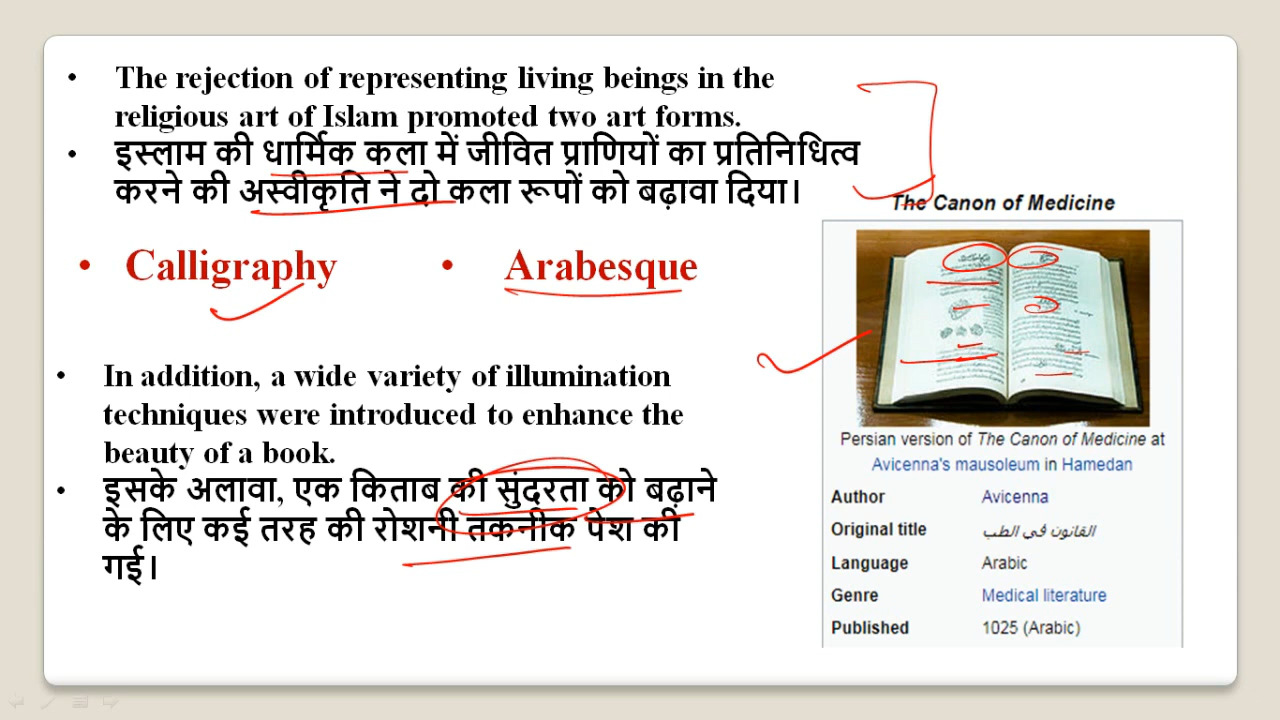 • The rejection of representing living beings in the
religious art of Islam promoted two art forms.
• इस्लाम की धार्मिक कला में जीवित प्राणियों का प्रतिनिधित्व
करने की अस्वीकृति ने दो कला रूपों को बढ़ावा दिया।
• Calligraphy • Arabesque
• In addition, a wide variety of illumination
techniques were introduced to enhance the
beauty of a book.
• इसके अलावा, एक किताब की सुंदरता को बढ़ाने
के लिए कई तरह की रोशनी तकनीक पेश की
गई।
The Canon of Medicine
Persian version of The Canon of Medicine at
Avicenna's mausoleum in Hamedan
Author Avicenna
Original title القانون في الطب
Language Arabic
Genre Medical literature
Published 1025 (Arabic)